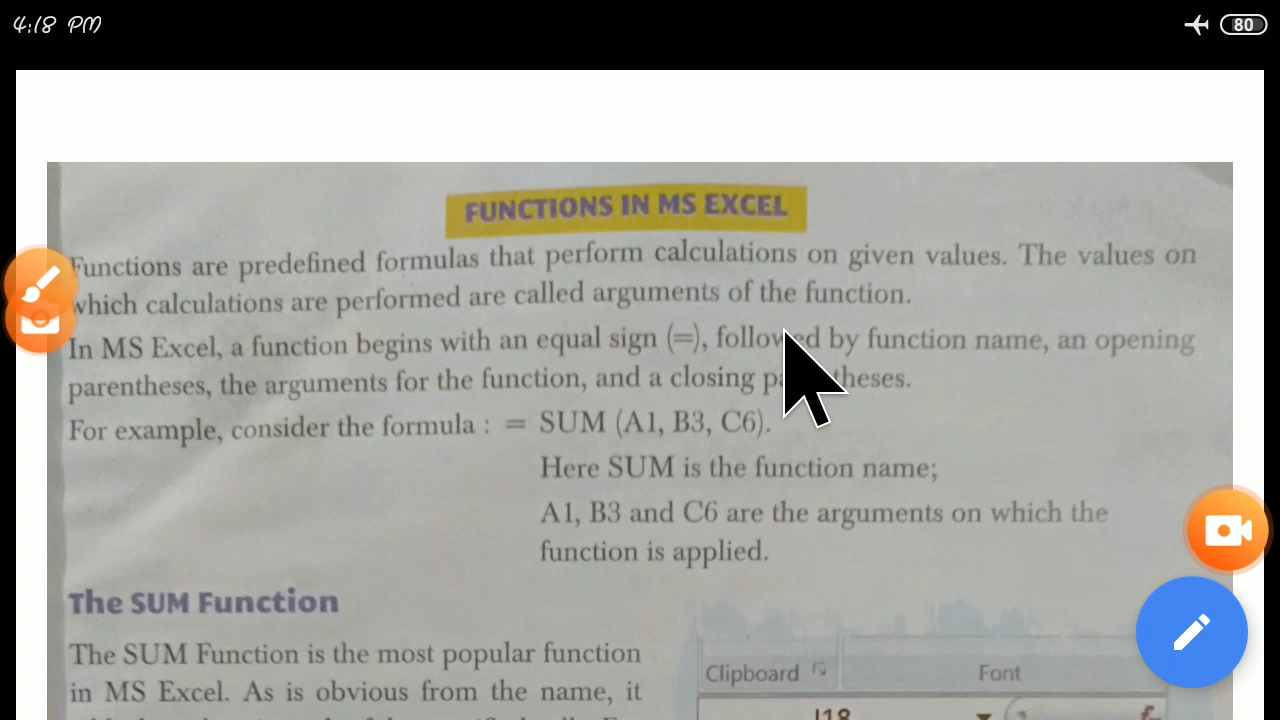 4:18 PM
80
FUNCTIONS IN MS EXCEL
Functions are predefined formulas that perform calculations on given values. The values on
which calculations are performed are called arguments of the function.
In MS Excel, a function begins with an equal sign (=), followed by function name, an opening
parentheses, the arguments for the function, and a closing parentheses.
For example, consider the formula : = SUM (A1, B3, C6).
Here SUM is the function name;
A1, B3 and C6 are the arguments on which the
function is applied.
The SUM Function
The SUM Function is the most popular function
in MS Excel. As is obvious from the name, it
Clipboard Font
J18